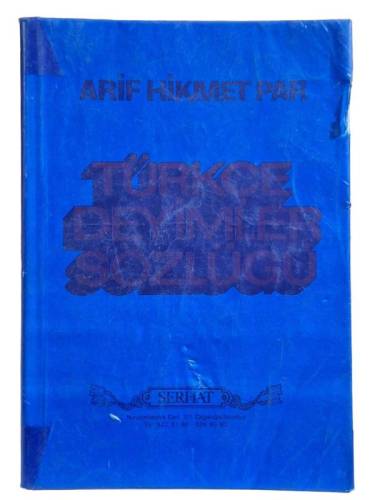 ARİF HİKMET PAR
TÜRKÇE
DEYİMLER
SÖZLÜĞÜ
SERHAT